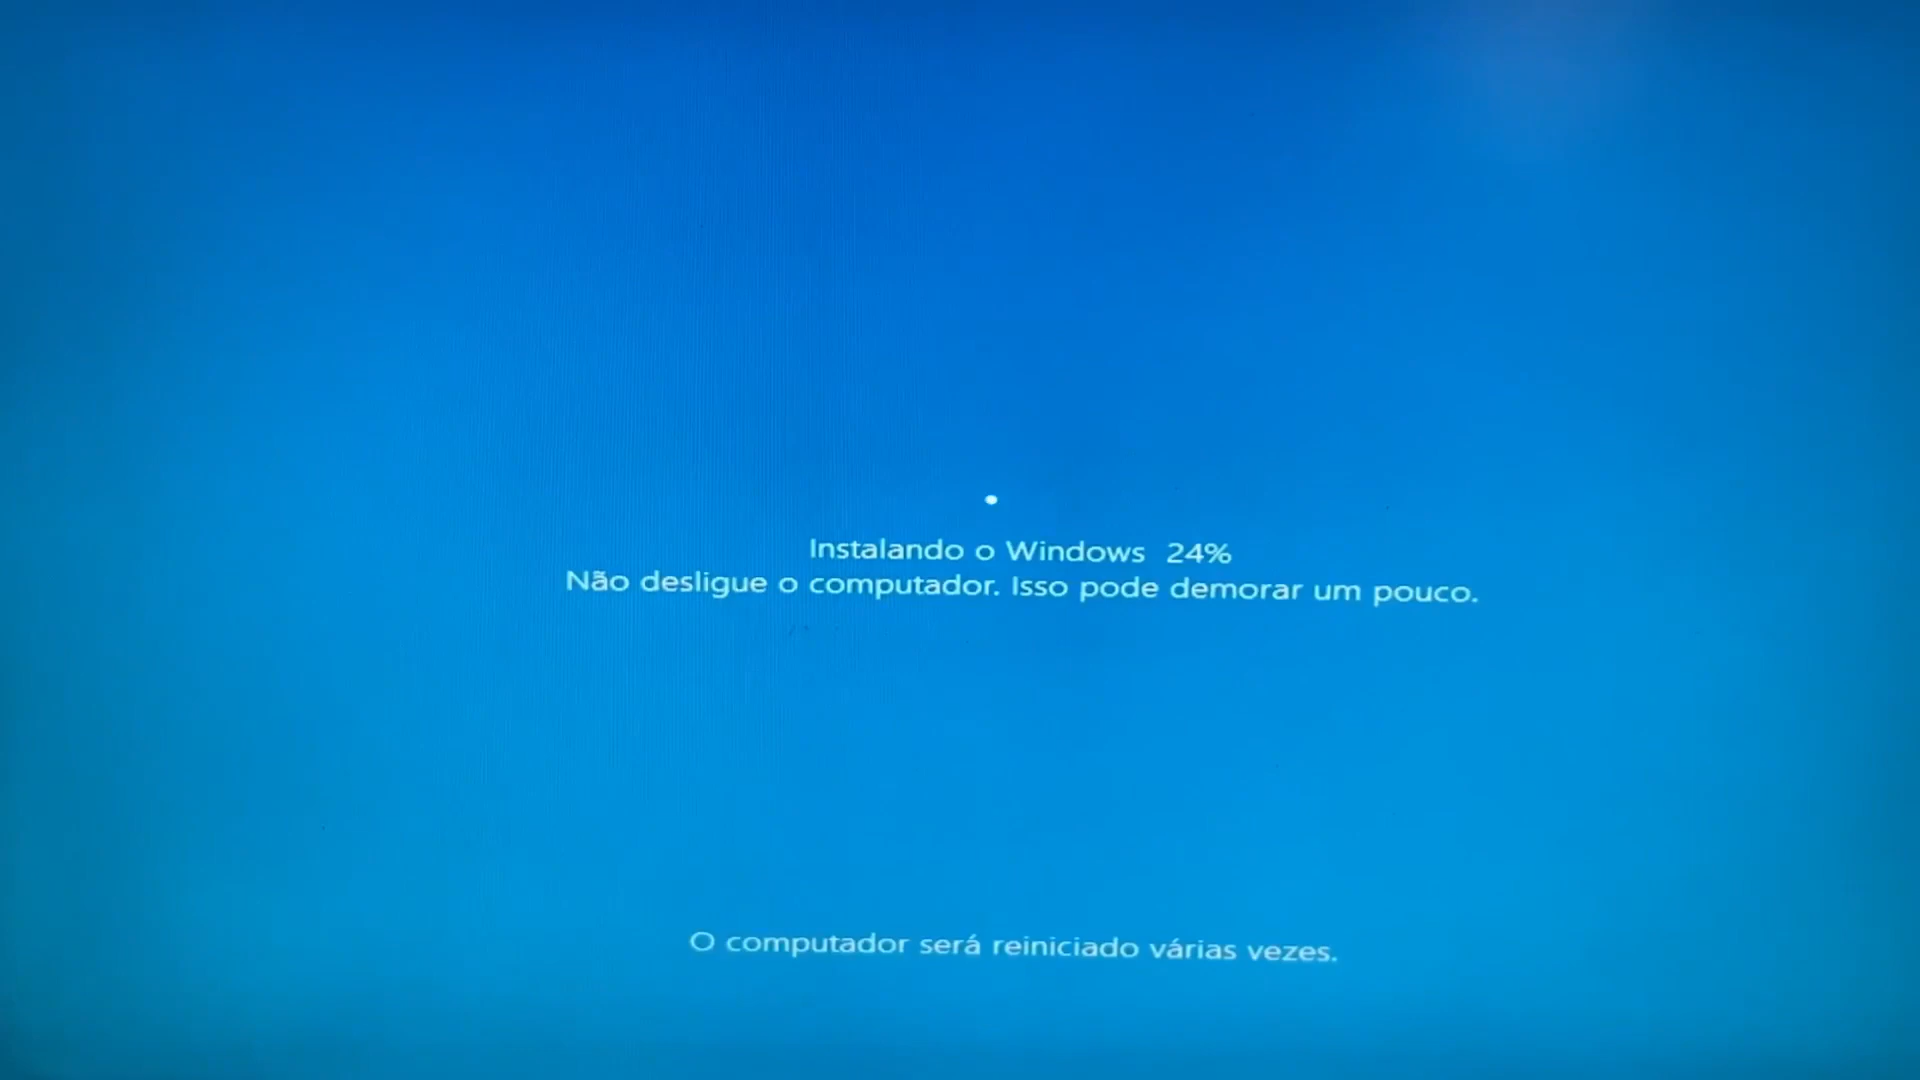 Instalando o Windows 24%
Não desligue o computador. Isso pode demorar um pouco.
O computador será reiniciado várias vezes.